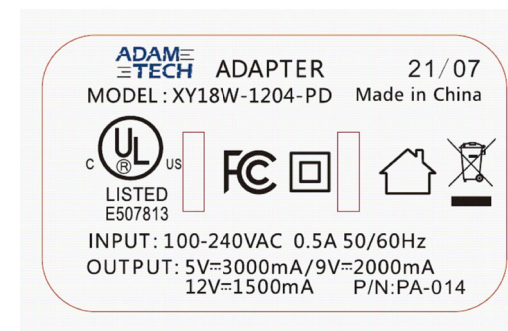 ADAM TECH ADAPTER 21/07
MODEL : XY18W-1204-PD Made in China
C UL ® US FC
LISTED
E507813
INPUT: 100-240VAC 0.5A 50/60Hz
OUTPUT: 5V⎓3000mA/9V⎓2000mA
12V⎓1500mA P/N:PA-014